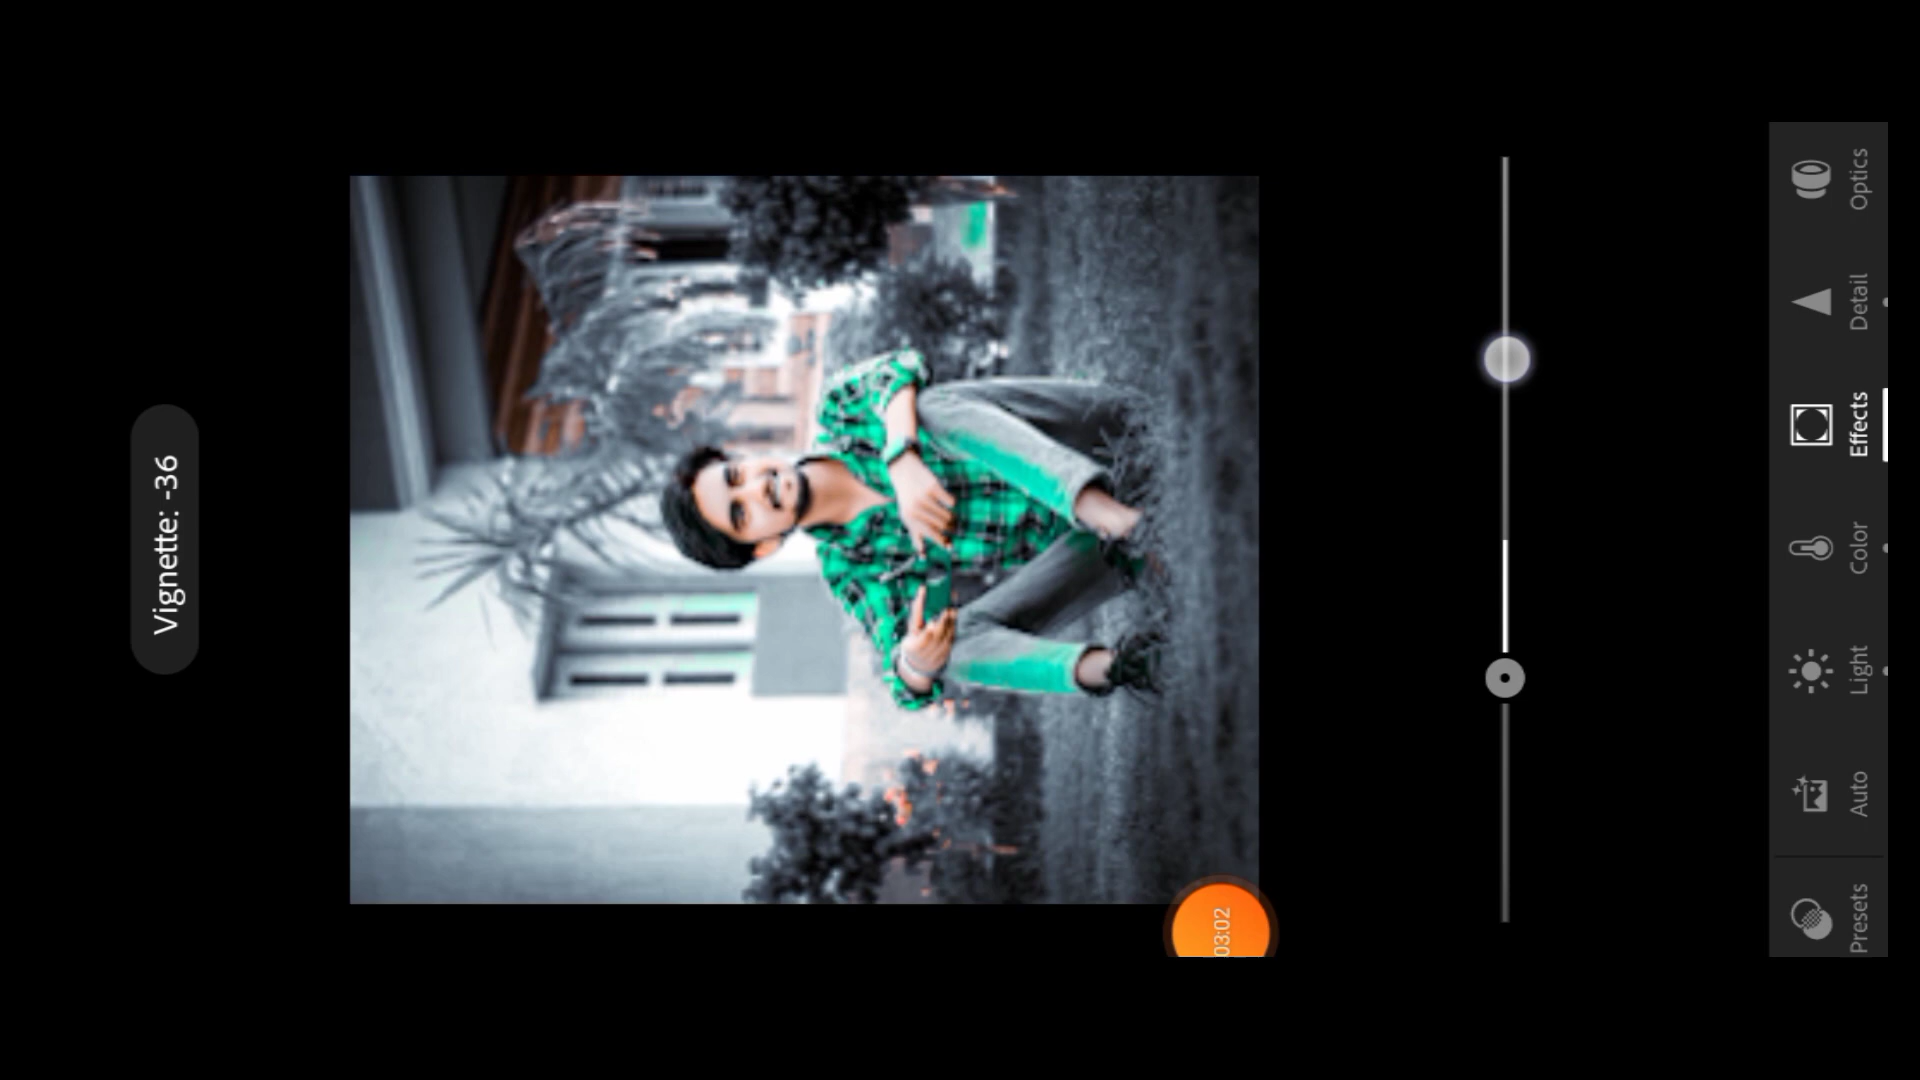 Vignette: -36
03:02
Presets
Auto
Light
Color
Effects
Detail
Optics